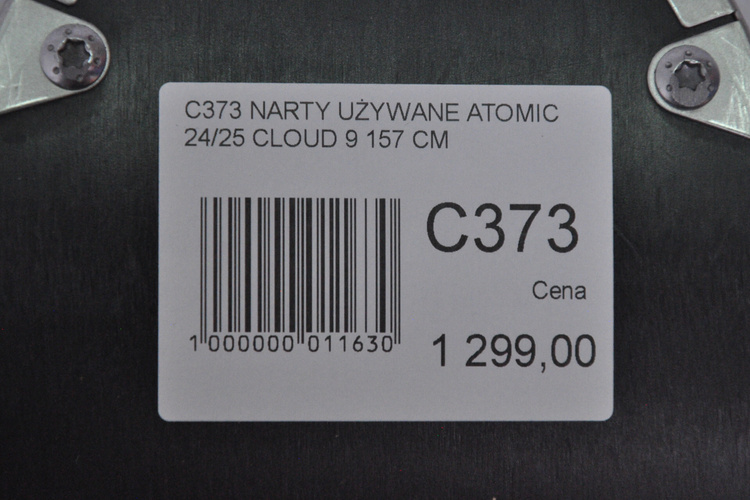 C373 NARTY UŻYWANE ATOMIC
24/25 CLOUD 9 157 CM
C373
Cena
1 299,00
1 000000 011630